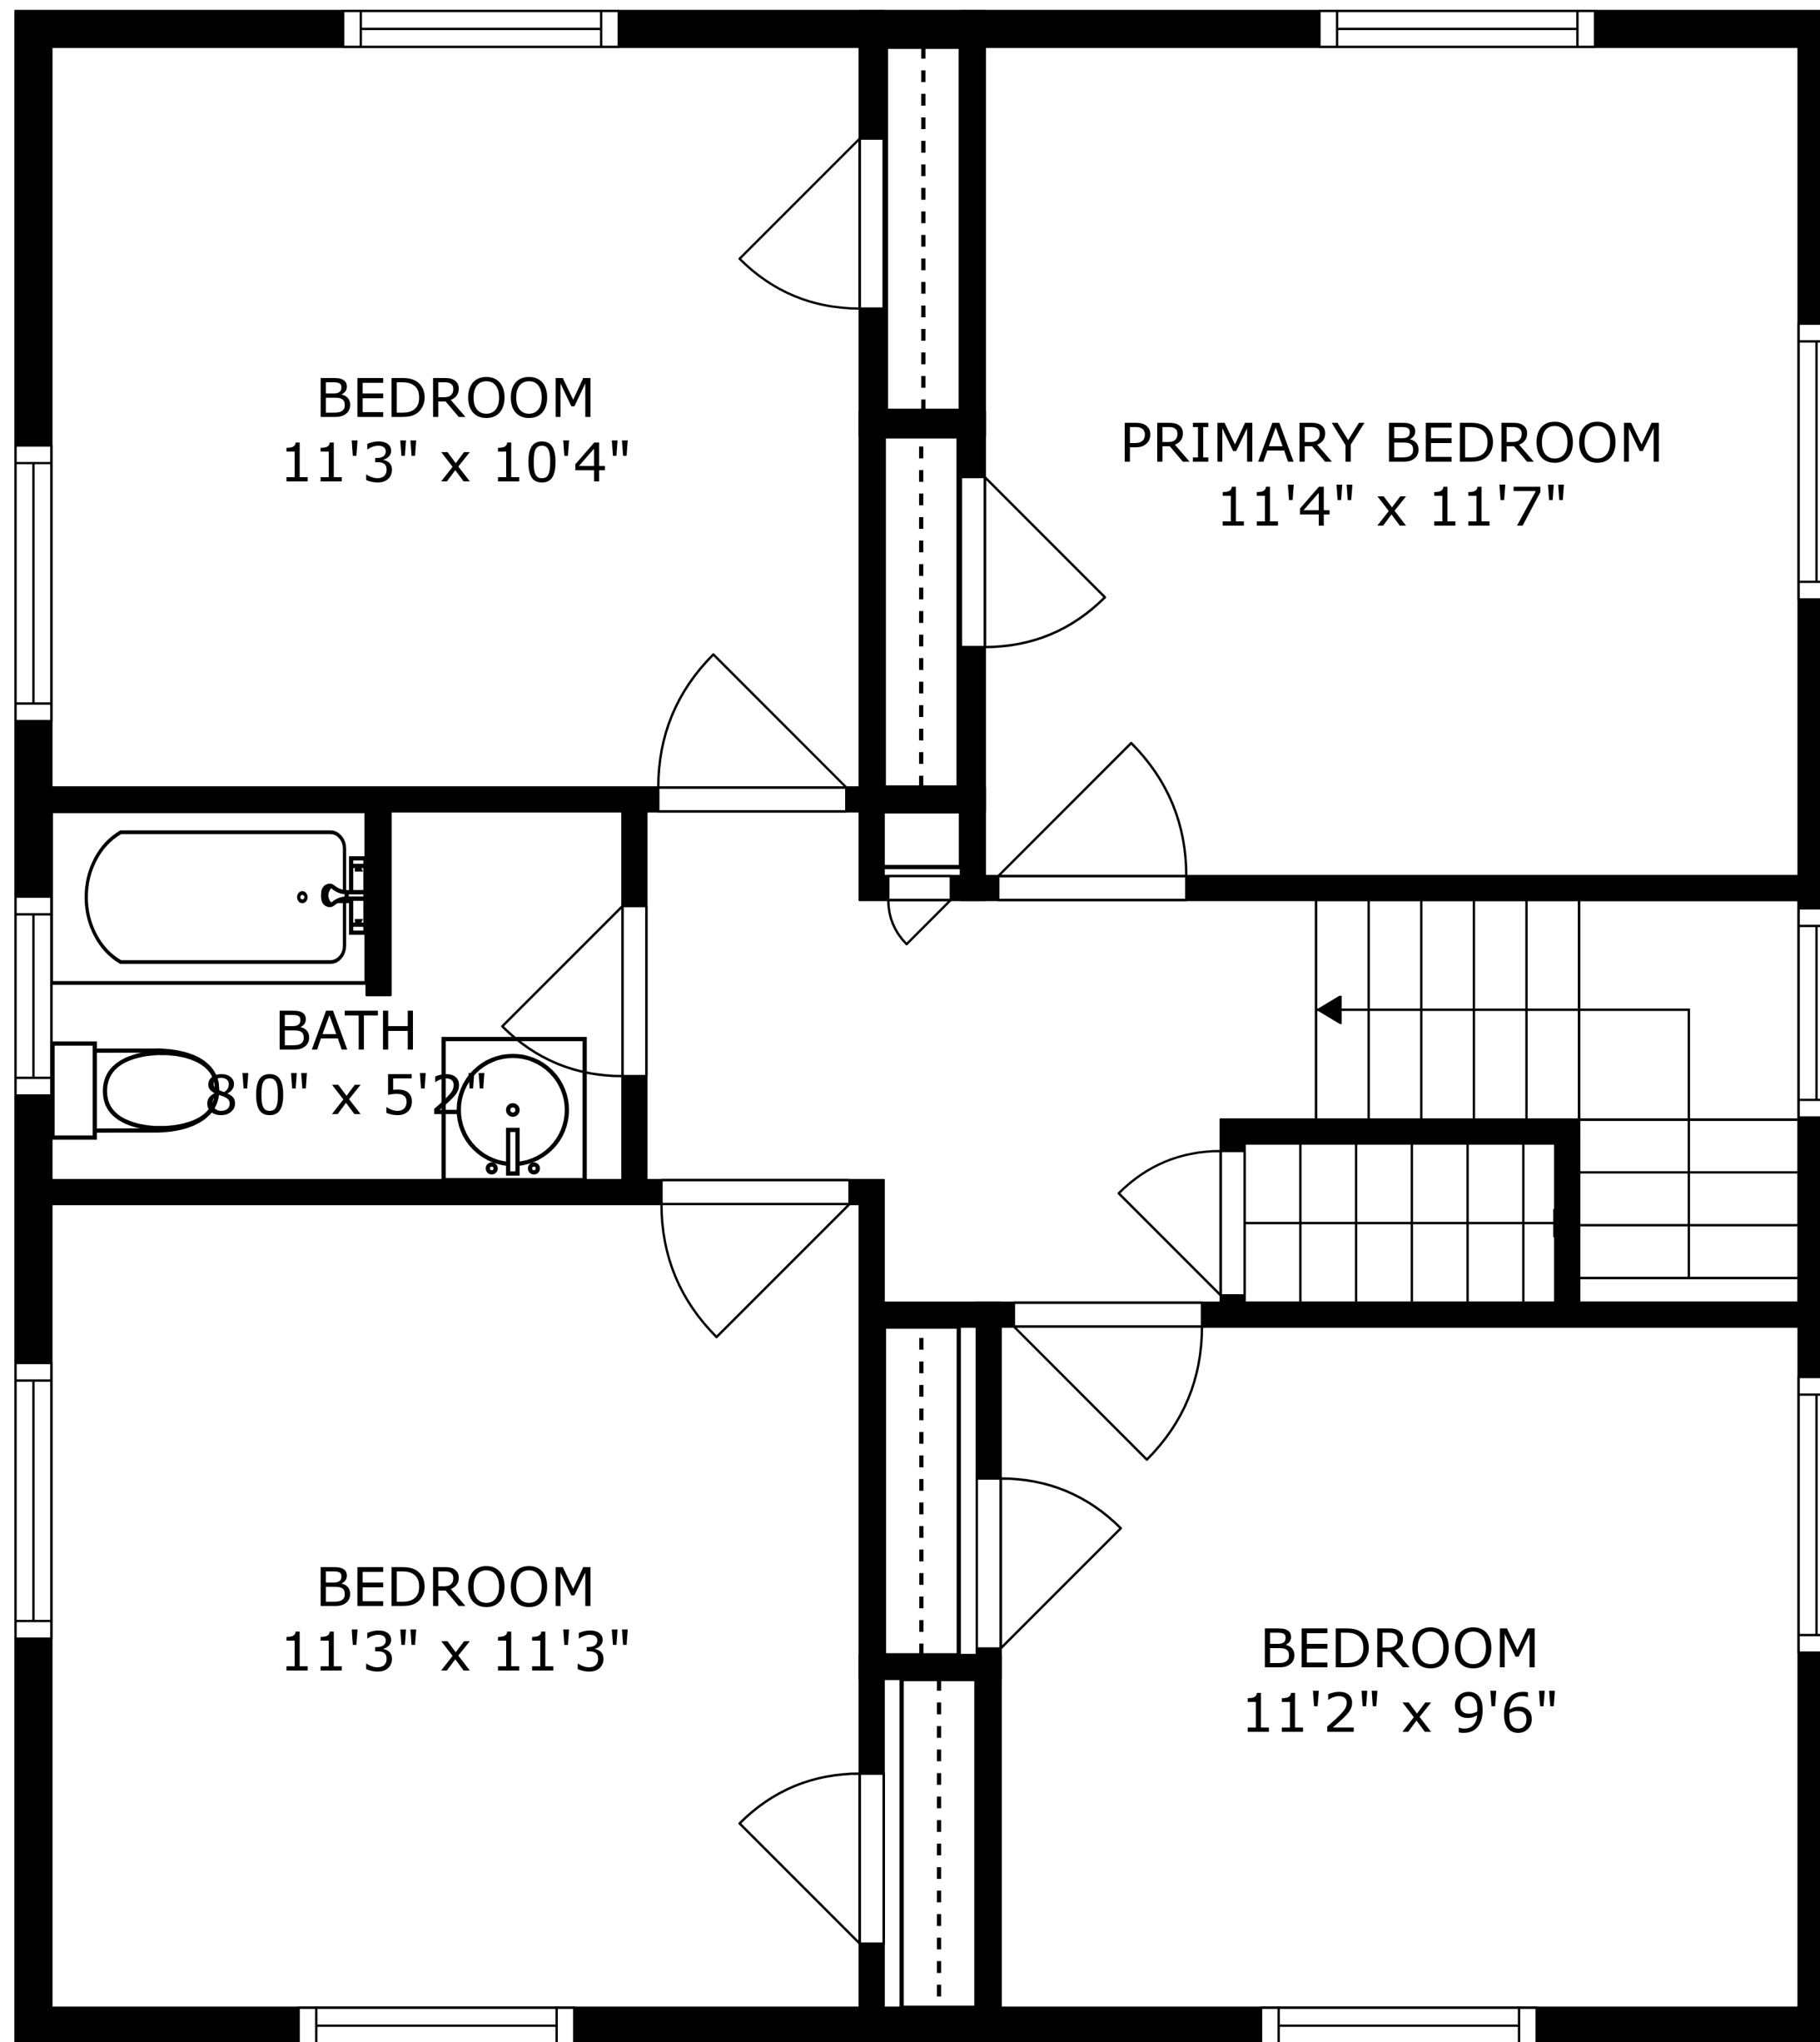 BEDROOM
11'3" x 10'4"
PRIMARY BEDROOM
11'4" x 11'7"
BATH
8'0" x 5'2"
BEDROOM
11'3" x 11'3"
BEDROOM
11'2" x 9'6"